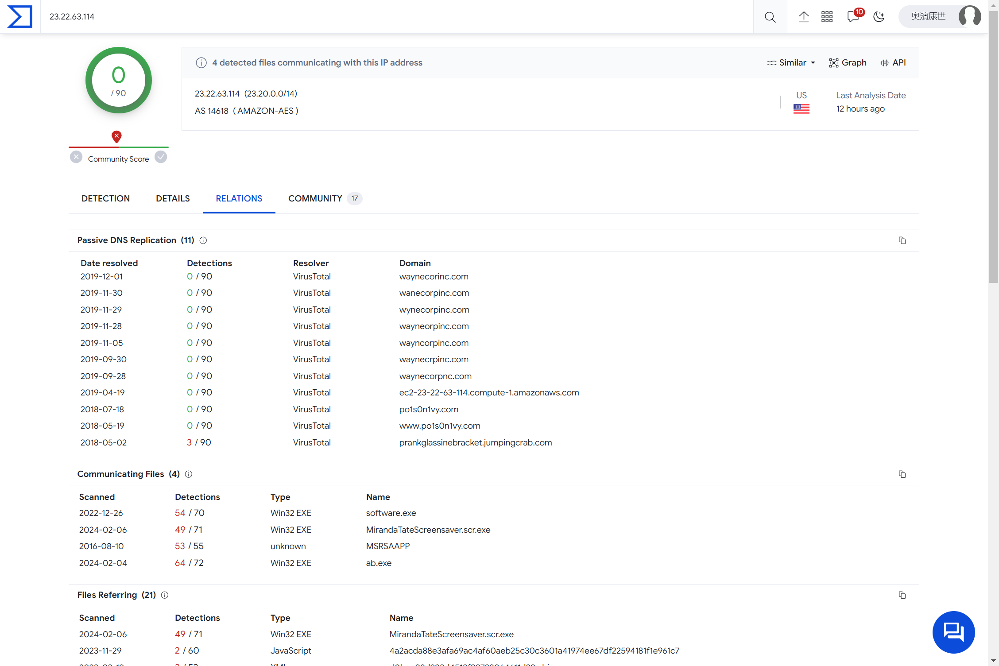 23.22.63.114
10
奥濱康世
0
/ 90
Community Score
4 detected files communicating with this IP address
Similar
Graph
API
23.22.63.114 (23.20.0.0/14)
AS 14618 ( AMAZON-AES )
US
Last Analysis Date
12 hours ago
DETECTION
DETAILS
RELATIONS
COMMUNITY 17
Passive DNS Replication (11)
Date resolved Detections Resolver Domain
2019-12-01 0 / 90 VirusTotal waynecorinc.com
2019-11-30 0 / 90 VirusTotal wanecorpinc.com
2019-11-29 0 / 90 VirusTotal wynecorpinc.com
2019-11-28 0 / 90 VirusTotal wayneorpinc.com
2019-11-05 0 / 90 VirusTotal wayncorpinc.com
2019-09-30 0 / 90 VirusTotal waynecrpinc.com
2019-09-28 0 / 90 VirusTotal waynecorpnc.com
2019-04-19 0 / 90 VirusTotal ec2-23-22-63-114.compute-1.amazonaws.com
2018-07-18 0 / 90 VirusTotal po1s0n1vy.com
2018-05-19 0 / 90 VirusTotal www.po1s0n1vy.com
2018-05-02 3 / 90 VirusTotal prankglassinebracket.jumpingcrab.com
Communicating Files (4)
Scanned Detections Type Name
2022-12-26 54 / 70 Win32 EXE software.exe
2024-02-06 49 / 71 Win32 EXE MirandaTateScreensaver.scr.exe
2016-08-10 53 / 55 unknown MSRSAAPP
2024-02-04 64 / 72 Win32 EXE ab.exe
Files Referring (21)
Scanned Detections Type Name
2024-02-06 49 / 71 Win32 EXE MirandaTateScreensaver.scr.exe
2023-11-29 2 / 60 JavaScript 4a2acda88e3afa69ac4af60aeb25c30c3601a41974ee67df22594181f1e961c7